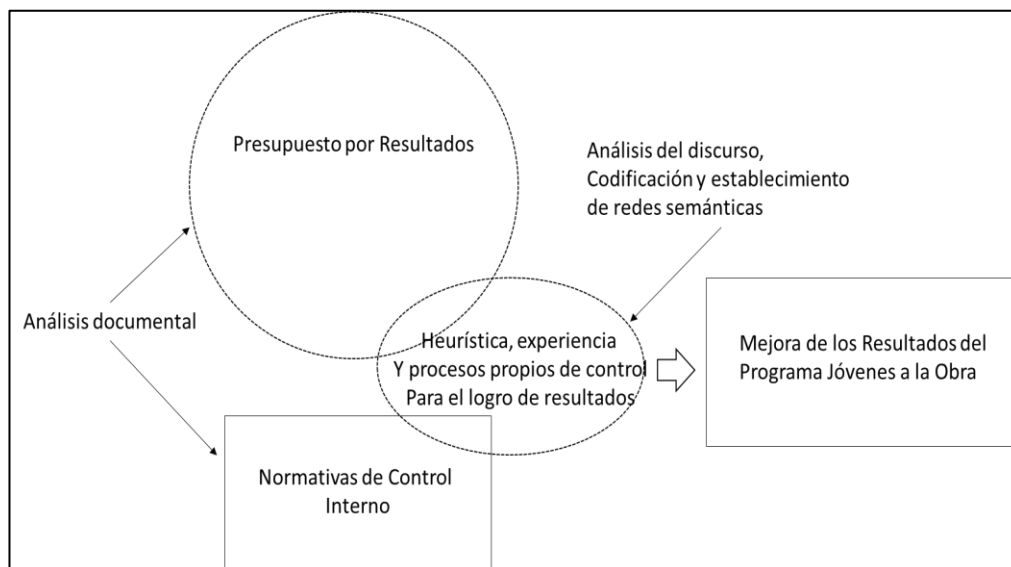 Presupuesto por Resultados
Análisis del discurso,
Codificación y establecimiento
de redes semánticas
Análisis documental
Heurística, experiencia
Y procesos propios de control
Para el logro de resultados
Mejora de los Resultados del
Programa Jóvenes a la Obra
Normativas de Control
Interno